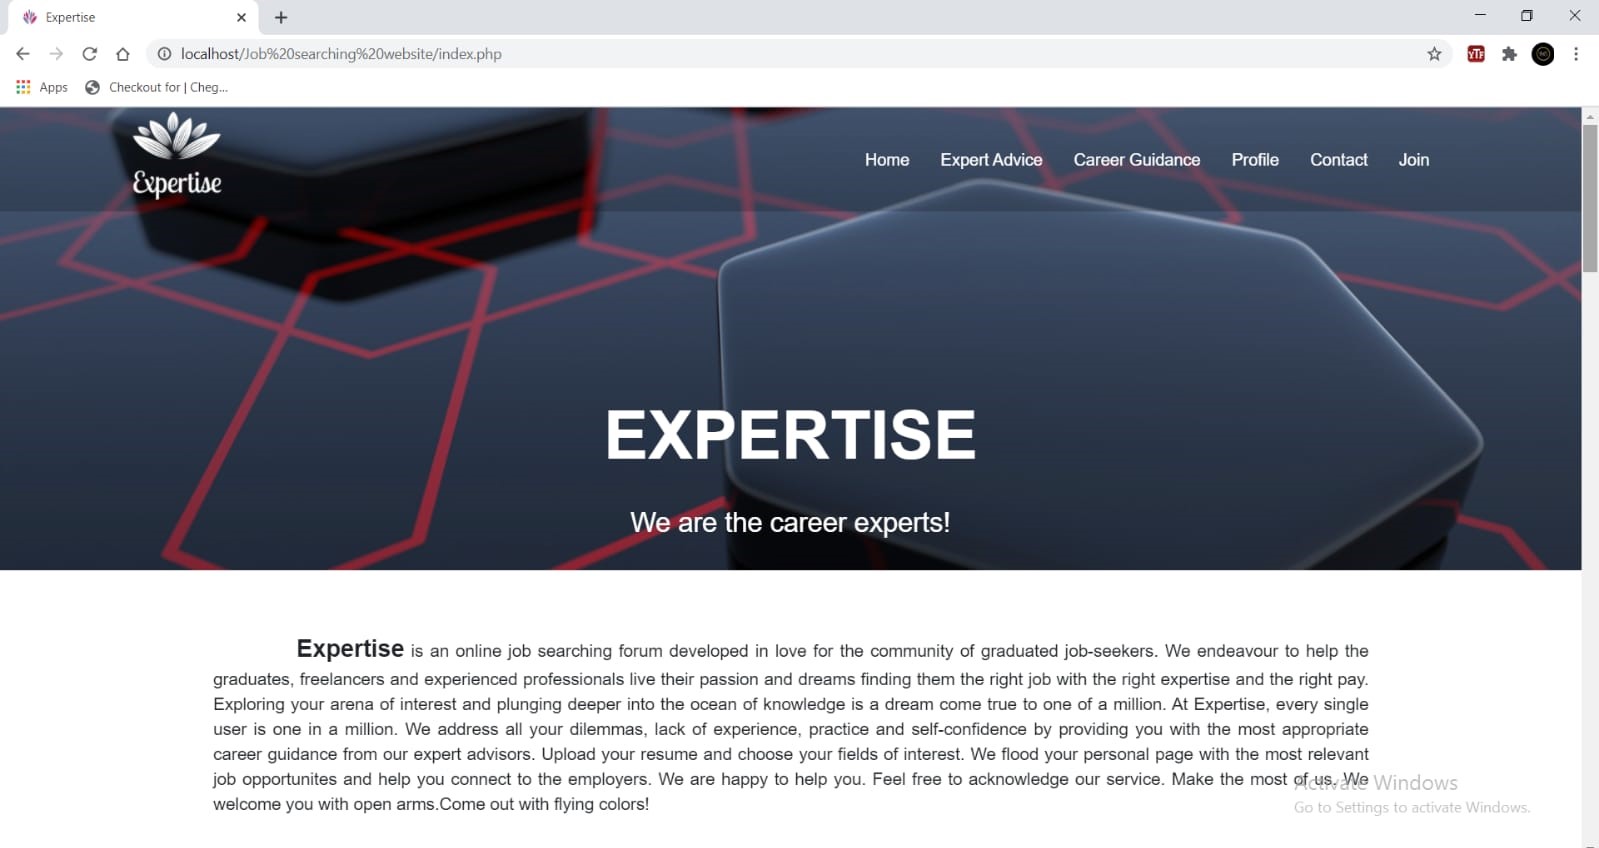 Expertise
localhost/Job%20searching%20website/index.php
YTF
Apps
Checkout for | Cheg...
Expertise
Home Expert Advice Career Guidance Profile Contact Join
EXPERTISE
We are the career experts!
Expertise is an online job searching forum developed in love for the community of graduated job-seekers. We endeavour to help the
graduates, freelancers and experienced professionals live their passion and dreams finding them the right job with the right expertise and the right pay.
Exploring your arena of interest and plunging deeper into the ocean of knowledge is a dream come true to one of a million. At Expertise, every single
user is one in a million. We address all your dilemmas, lack of experience, practice and self-confidence by providing you with the most appropriate
career guidance from our expert advisors. Upload your resume and choose your fields of interest. We flood your personal page with the most relevant
job opportunites and help you connect to the employers. We are happy to help you. Feel free to acknowledge our service. Make the most of us. We
welcome you with open arms.Come out with flying colors!
Activate Windows
Go to Settings to activate Windows.